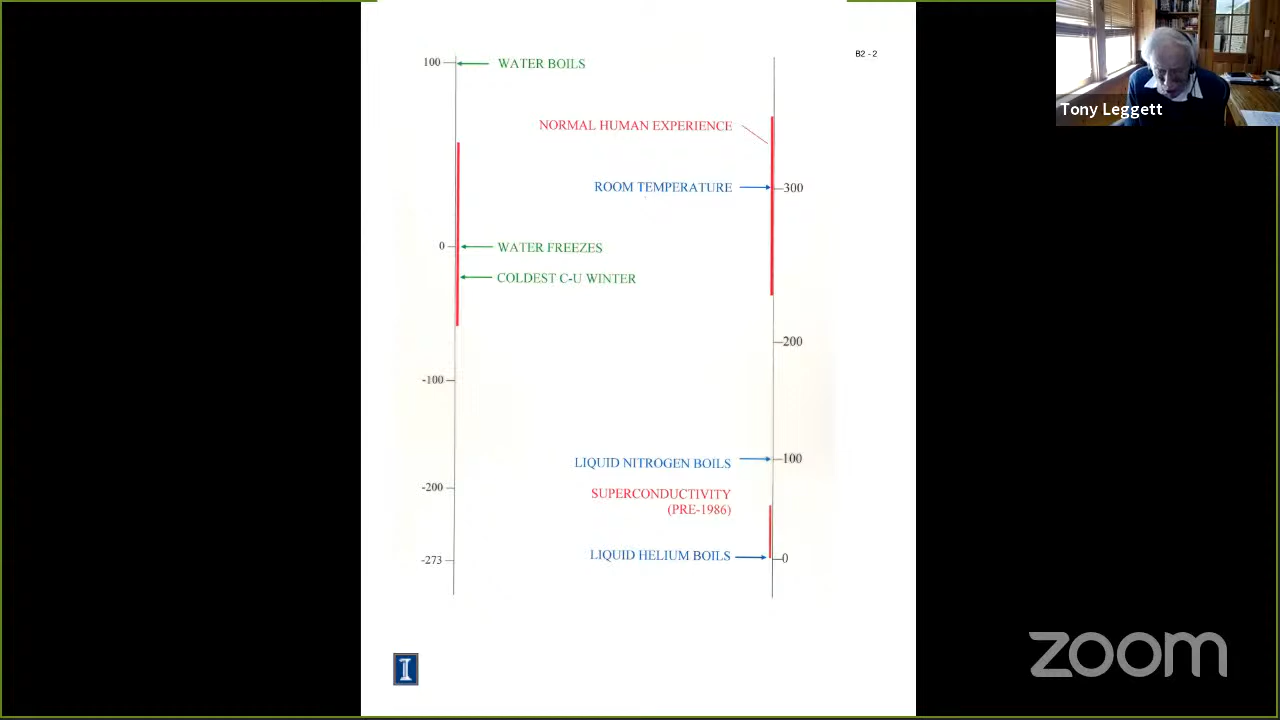 B2 - 2
100
WATER BOILS
NORMAL HUMAN EXPERIENCE
ROOM TEMPERATURE
300
0
WATER FREEZES
COLDEST C-U WINTER
200
-100
LIQUID NITROGEN BOILS
100
-200
SUPERCONDUCTIVITY
(PRE-1986)
LIQUID HELIUM BOILS
0
-273
I
Tony Leggett
zoom